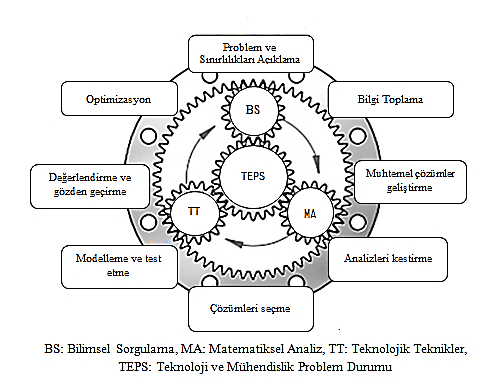 Problem ve
Sınırlılıkları Açıklama
Optimizasyon
Bilgi Toplama
BS
Değerlendirme ve
gözden geçirme
TEPS
Muhtemel çözümler
geliştirme
TT
MA
Modelleme ve test
etme
Analizleri kestirme
Çözümleri seçme
BS: Bilimsel Sorgulama, MA: Matematiksel Analiz, TT: Teknolojik Teknikler,
TEPS: Teknoloji ve Mühendislik Problem Durumu